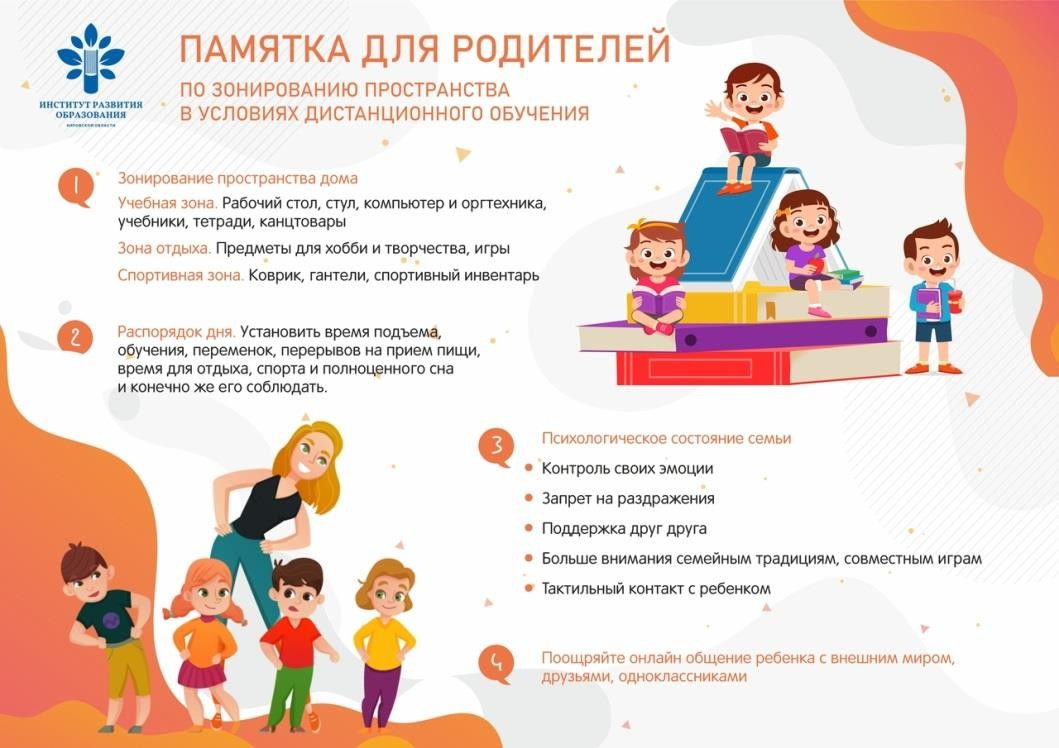 ИНСТИТУТ РАЗВИТИЯ
ОБРАЗОВАНИЯ
КИРОВСКОЙ ОБЛАСТИ
ПАМЯТКА ДЛЯ РОДИТЕЛЕЙ
ПО ЗОНИРОВАНИЮ ПРОСТРАНСТВА
В УСЛОВИЯХ ДИСТАНЦИОННОГО ОБУЧЕНИЯ
1
Зонирование пространства дома
Учебная зона. Рабочий стол, стул, компьютер и оргтехника,
учебники, тетради, канцтовары
Зона отдыха. Предметы для хобби и творчества, игры
Спортивная зона. Коврик, гантели, спортивный инвентарь
2
Распорядок дня. Установить время подъема,
обучения, переменок, перерывов на прием пищи,
время для отдыха, спорта и полноценного сна
и конечно же его соблюдать.
3
Психологическое состояние семьи
• Контроль своих эмоции
• Запрет на раздражения
• Поддержка друг друга
• Больше внимания семейным традициям, совместным играм
• Тактильный контакт с ребенком
4
Поощряйте онлайн общение ребенка с внешним миром,
друзьями, одноклассниками